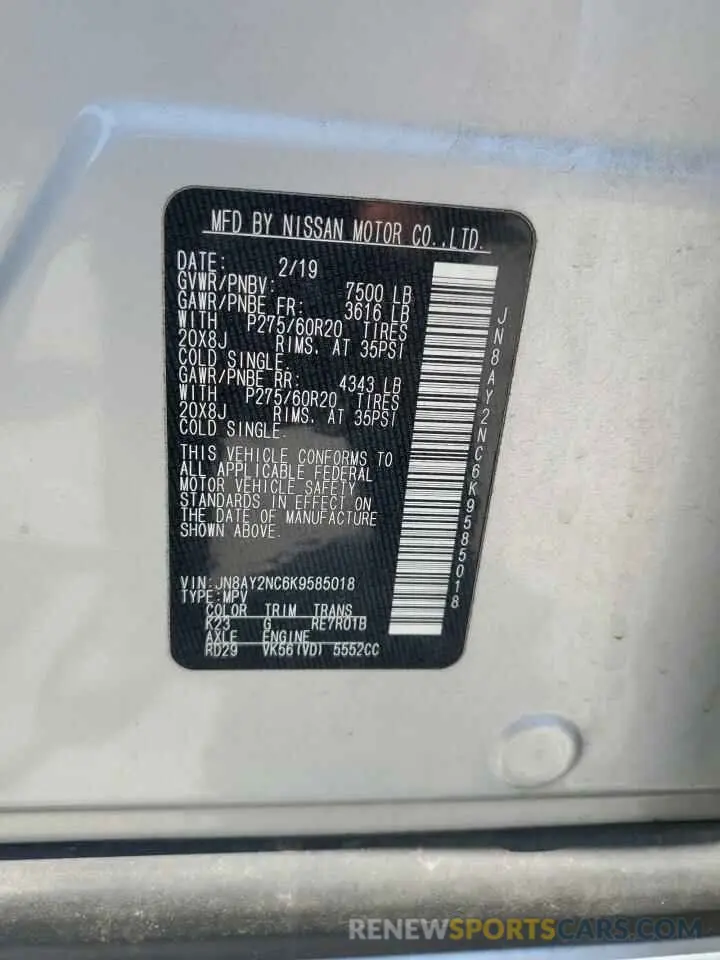 MFD BY NISSAN MOTOR CO.,LTD.
DATE: 2/19
GVWR/PNBV: 7500 LB
GAWR/PNBE FR: 3616 LB
WITH P275/60R20 TIRES
20X8J RIMS, AT 35PSI
COLD SINGLE.
GAWR/PNBE RR: 4343 LB
WITH P275/60R20 TIRES
20X8J RIMS, AT 35PSI
COLD SINGLE.
THIS VEHICLE CONFORMS TO
ALL APPLICABLE FEDERAL
MOTOR VEHICLE SAFETY
STANDARDS IN EFFECT ON
THE DATE OF MANUFACTURE
SHOWN ABOVE.
VIN:JN8AY2NC6K9585018
TYPE:MPV
COLOR TRIM TRANS
K23 G RE7R01B
AXLE ENGINE
RD29 VK56(VD) 5552CC
JN8AY2NC6K9585018
RENEWSPORTSCARS.COM